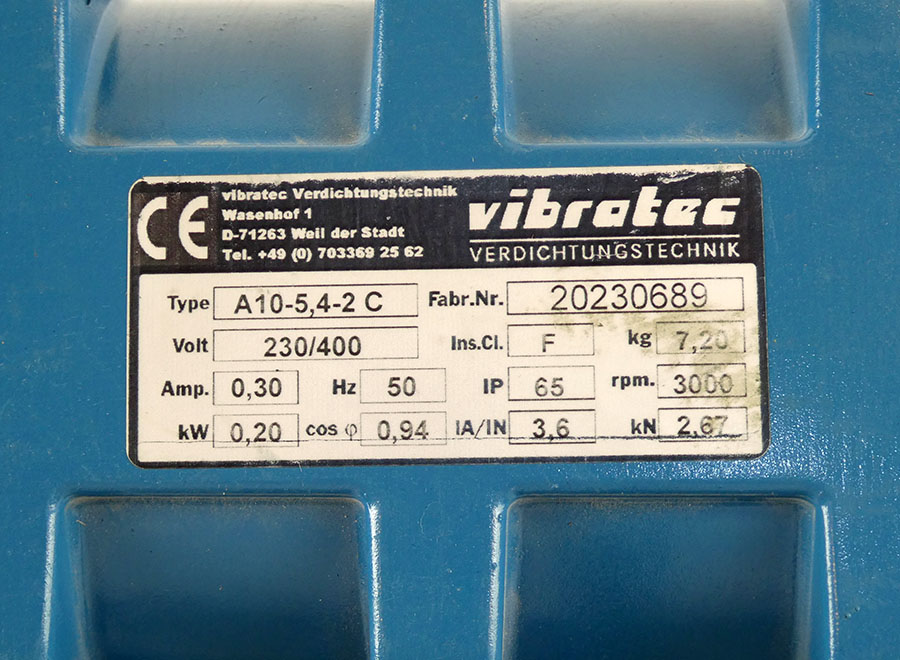 CE
vibratec Verdichtungstechnik
Wasenhof 1
D-71263 Weil der Stadt
Tel. +49 (0) 703369 25 62
vibratec
VERDICHTUNGSTECHNIK
Type A10-5,4-2 C Fabr.Nr. 20230689
Volt 230/400 Ins.Cl. F kg 7,20
Amp. 0,30 Hz 50 IP 65 rpm. 3000
kW 0,20 cos φ 0,94 IA/IN 3,6 kN 2,67